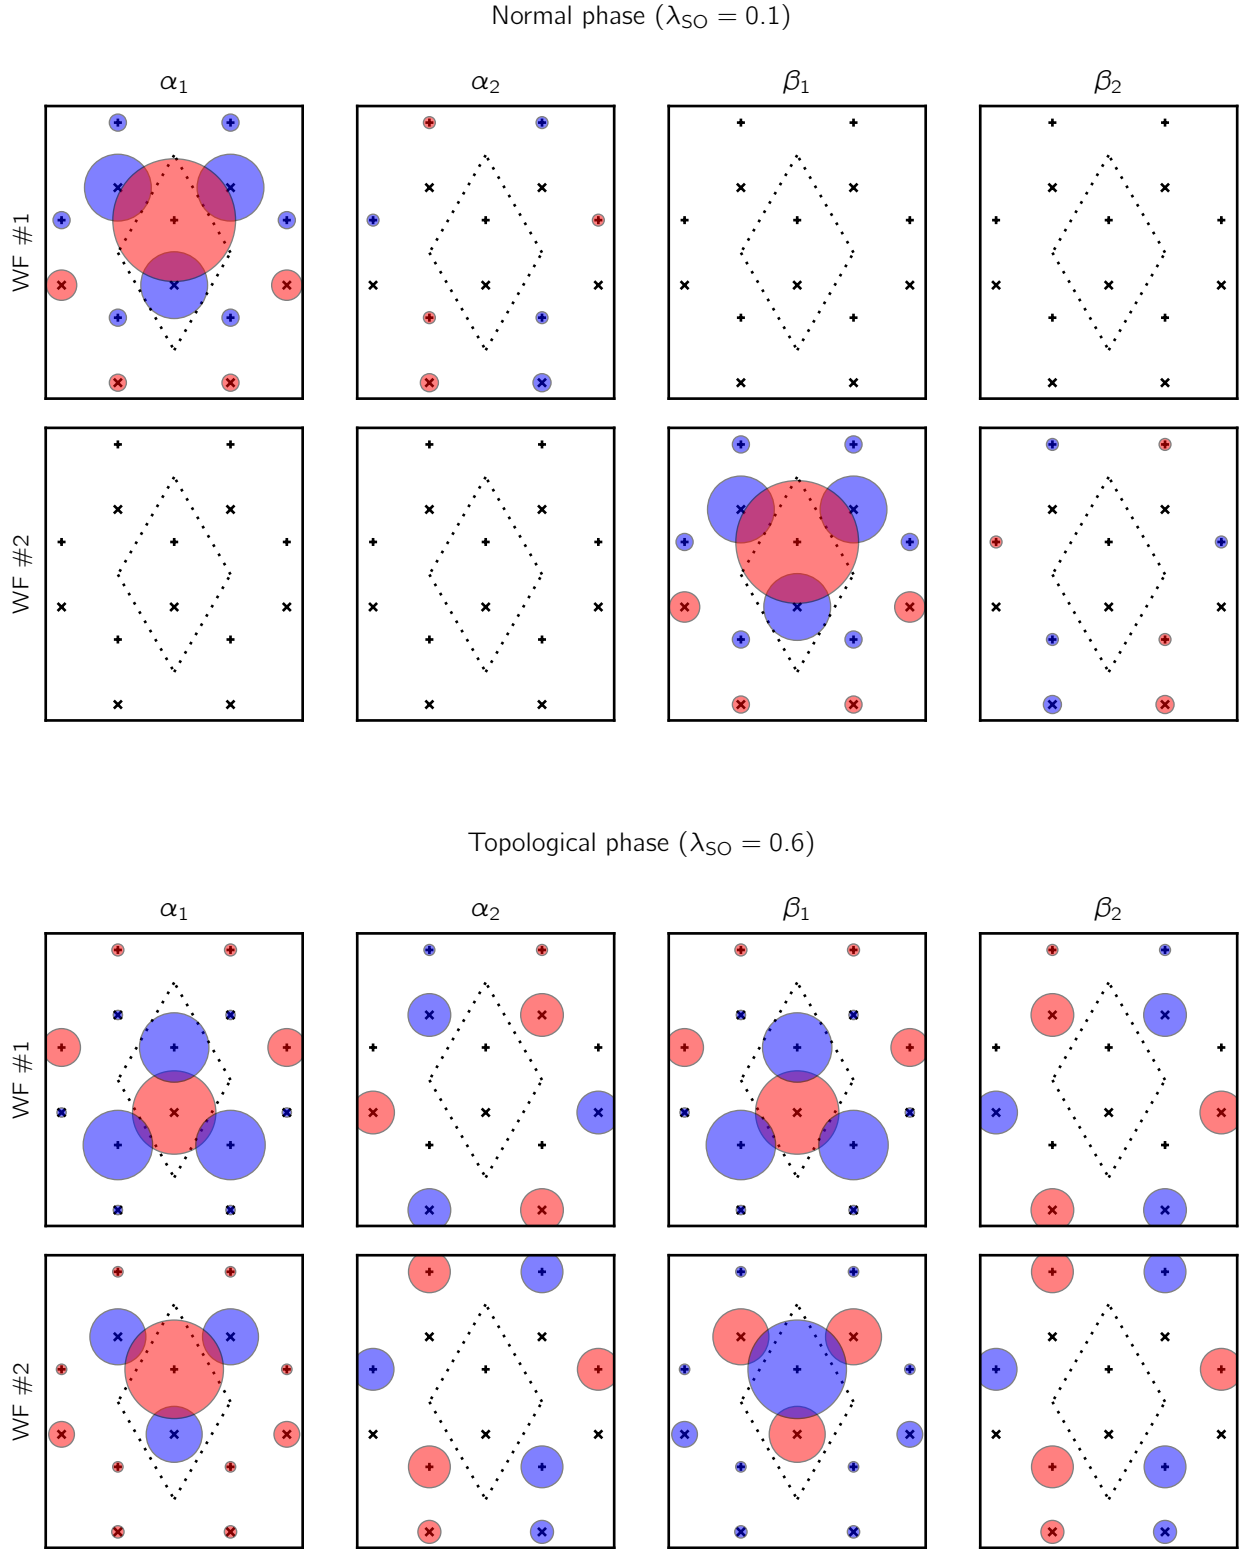 Normal phase (λSO = 0.1)
α1 α2 β1 β2
WF #1
WF #2
Topological phase (λSO = 0.6)
α1 α2 β1 β2
WF #1
WF #2